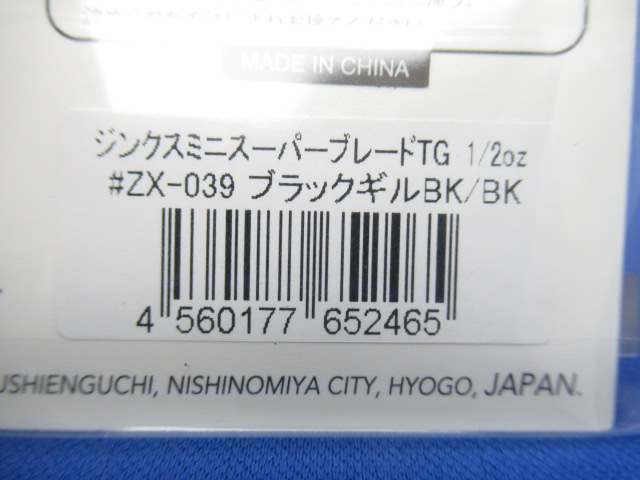 MADE IN CHINA
ジンクスミニスーパーブレードTG 1/2oz
#ZX-039 ブラックギルBK/BK
4 560177 652465
USHIENGUCHI, NISHINOMIYA CITY, HYOGO, JAPAN.